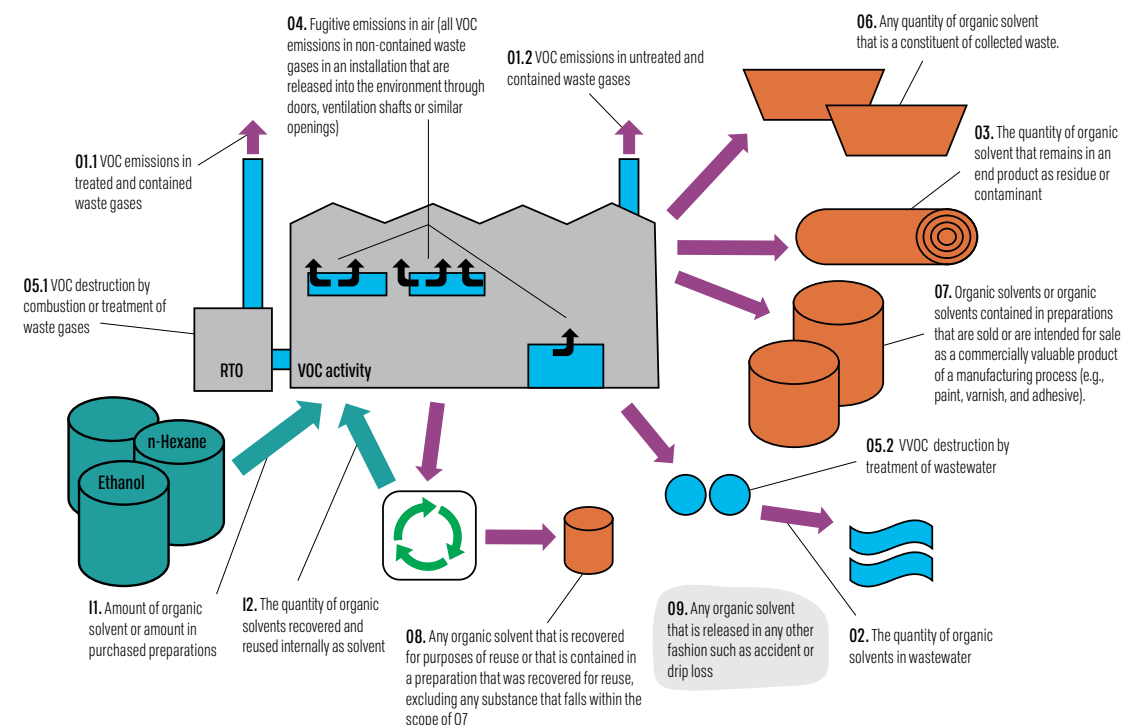 04. Fugitive emissions in air (all VOC
emissions in non-contained waste
gases in an installation that are
released into the environment through
doors, ventilation shafts or similar
openings)
01.2 VOC emissions in untreated and
contained waste gases
06. Any quantity of organic solvent
that is a constituent of collected waste.
01.1 VOC emissions in
treated and contained
waste gases
03. The quantity of organic
solvent that remains in an
end product as residue or
contaminant
05.1 VOC destruction by
combustion or treatment of
waste gases
07. Organic solvents or organic
solvents contained in preparations
that are sold or are intended for sale
as a commercially valuable product
of a manufacturing process (e.g.,
paint, varnish, and adhesive).
RTO
VOC activity
n-Hexane
Ethanol
05.2 VVOC destruction by
treatment of wastewater
I1. Amount of organic
solvent or amount in
purchased preparations
I2. The quantity of organic
solvents recovered and
reused internally as solvent
08. Any organic solvent that is recovered
for purposes of reuse or that is contained in
a preparation that was recovered for reuse,
excluding any substance that falls within the
scope of 07
09. Any organic solvent
that is released in any other
fashion such as accident or
drip loss
02. The quantity of organic
solvents in wastewater